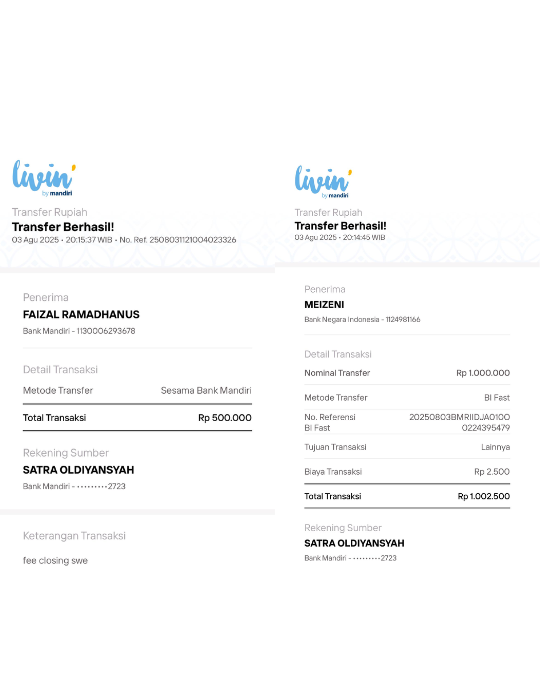 livin'
by mandiri
Transfer Rupiah
Transfer Berhasil!
03 Agu 2025 • 20:15:37 WIB • No. Ref. 2508031121004023326
Penerima
FAIZAL RAMADHANUS
Bank Mandiri - 1130006293678
Detail Transaksi
Metode Transfer Sesama Bank Mandiri
Total Transaksi Rp 500.000
Rekening Sumber
SATRA OLDIYANSYAH
Bank Mandiri - •••••••••2723
Keterangan Transaksi
fee closing swe
livin'
by mandiri
Transfer Rupiah
Transfer Berhasil!
03 Agu 2025 • 20:14:45 WIB
Penerima
MEIZENI
Bank Negara Indonesia - 1124981166
Detail Transaksi
Nominal Transfer Rp 1.000.000
Metode Transfer BI Fast
No. Referensi 20250803BMRIIDJA010O
BI Fast 0224395479
Tujuan Transaksi Lainnya
Biaya Transaksi Rp 2.500
Total Transaksi Rp 1.002.500
Rekening Sumber
SATRA OLDIYANSYAH
Bank Mandiri - •••••••••2723